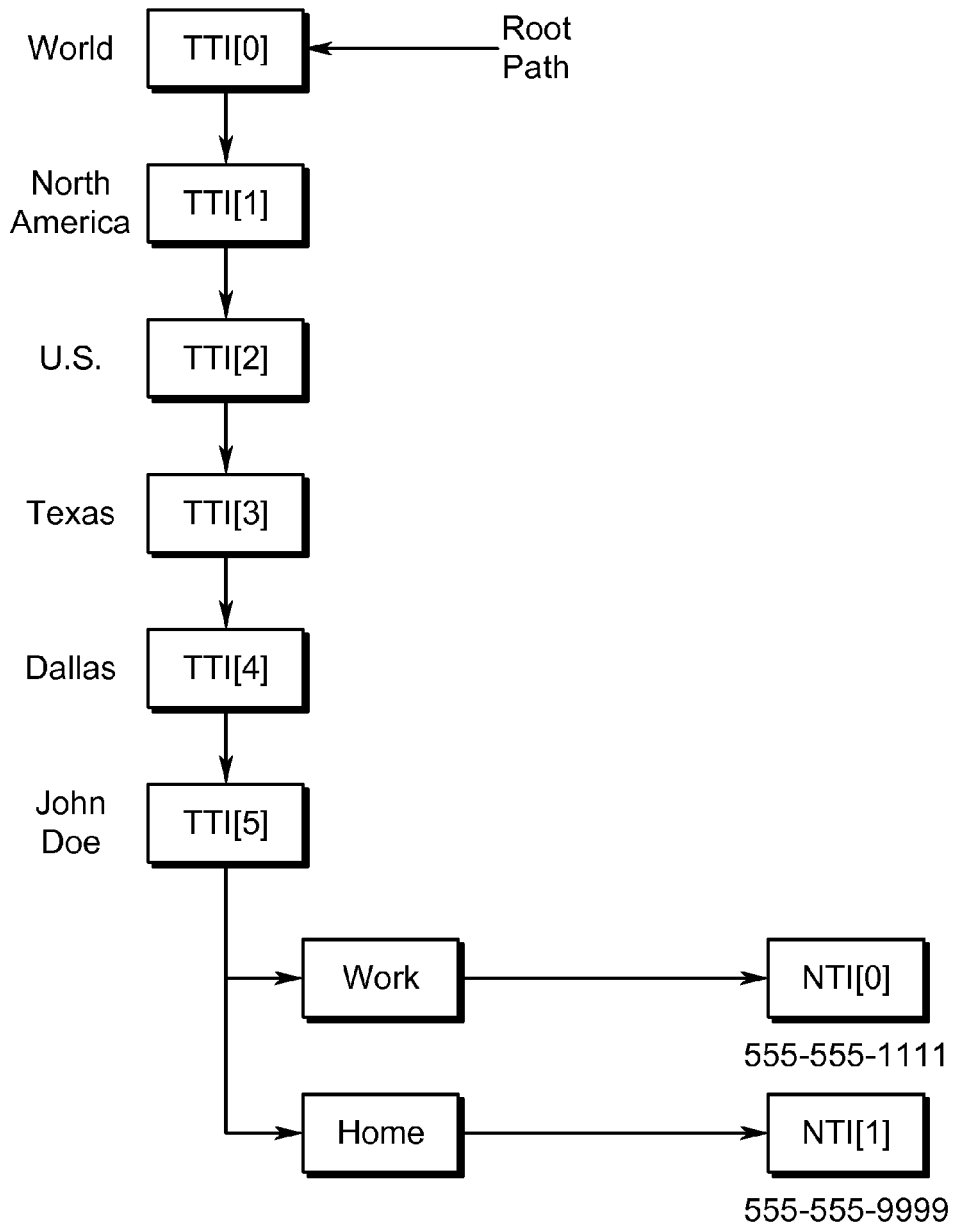 World
TTI[0]
Root
Path
North
America
TTI[1]
U.S.
TTI[2]
Texas
TTI[3]
Dallas
TTI[4]
John
Doe
TTI[5]
Work
NTI[0]
555-555-1111
Home
NTI[1]
555-555-9999